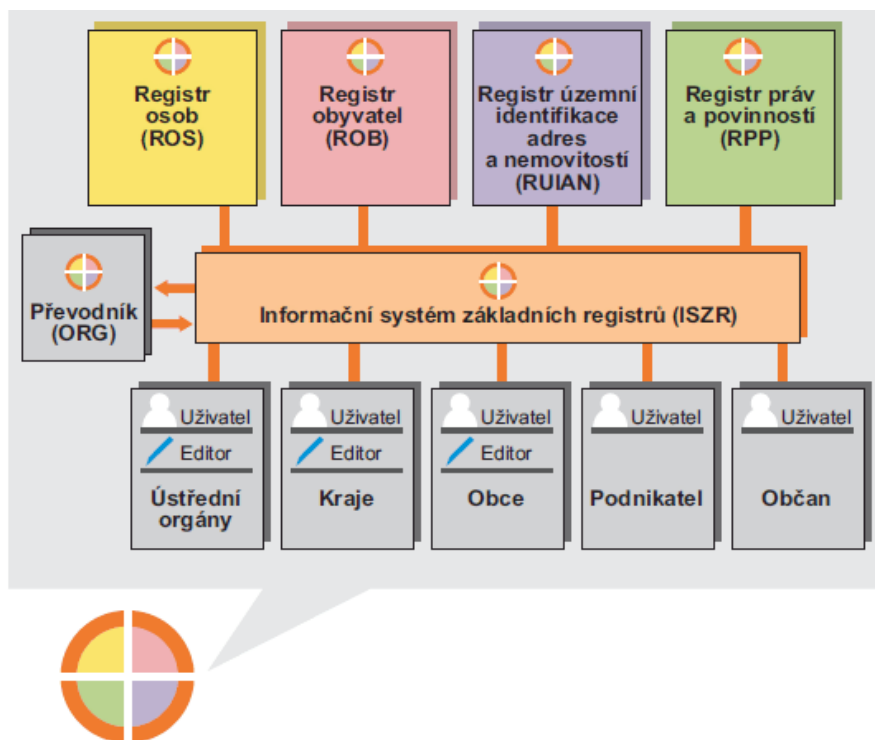 Registr
osob
(ROS)
Registr
obyvatel
(ROB)
Registr územní
identifikace
adres
a nemovitostí
(RUIAN)
Registr práv
a povinností
(RPP)
Převodník
(ORG)
Informační systém základních registrů (ISZR)
Uživatel
Editor
Ústřední
orgány
Uživatel
Editor
Kraje
Uživatel
Editor
Obce
Uživatel
Podnikatel
Uživatel
Občan